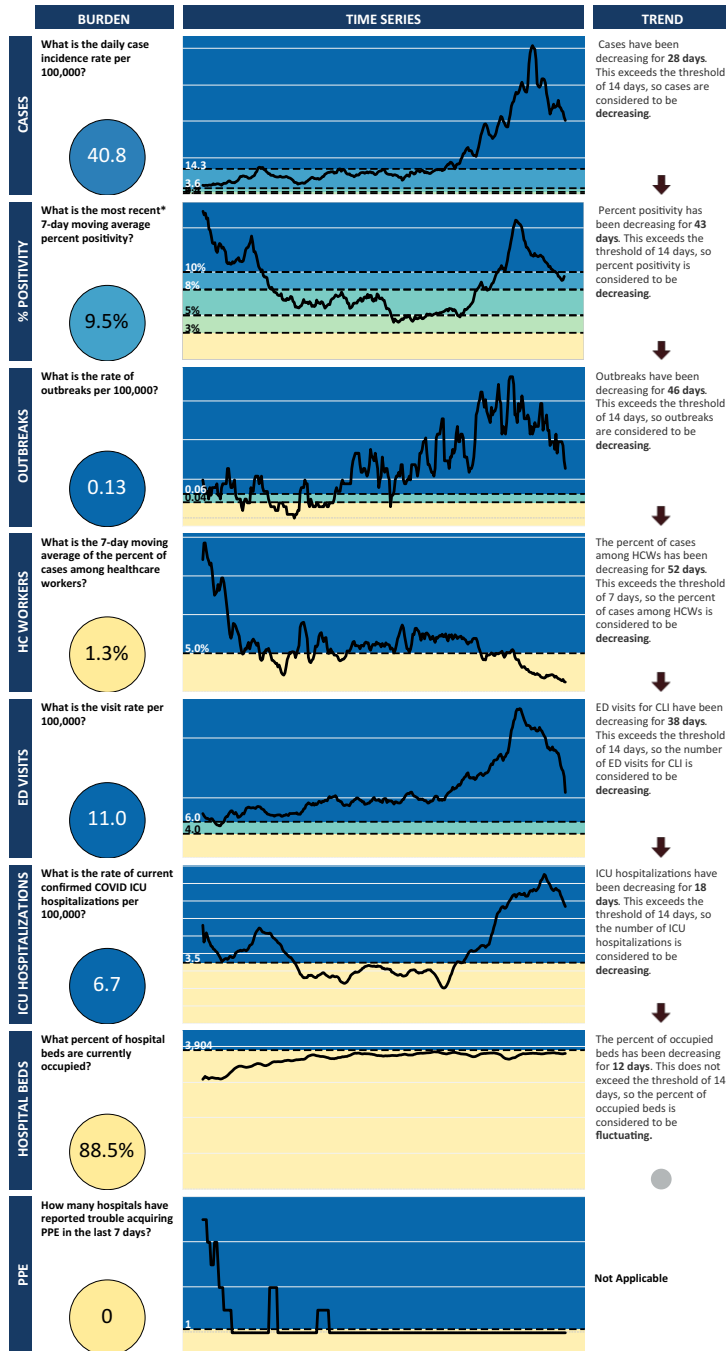 BURDEN
TIME SERIES
TREND
CASES
What is the daily case
incidence rate per
100,000?
40.8
14.3
3.6
Cases have been
decreasing for 28 days.
This exceeds the threshold
of 14 days, so cases are
considered to be
decreasing.
% POSITIVITY
What is the most recent*
7-day moving average
percent positivity?
9.5%
10%
8%
5%
3%
Percent positivity has
been decreasing for 43
days. This exceeds the
threshold of 14 days, so
percent positivity is
considered to be
decreasing.
OUTBREAKS
What is the rate of
outbreaks per 100,000?
0.13
0.06
0.04
Outbreaks have been
decreasing for 46 days.
This exceeds the threshold
of 14 days, so outbreaks
are considered to be
decreasing.
HC WORKERS
What is the 7-day moving
average of the percent of
cases among healthcare
workers?
1.3%
5.0%
The percent of cases
among HCWs has been
decreasing for 52 days.
This exceeds the threshold
of 7 days, so the percent
of cases among HCWs is
considered to be
decreasing.
ED VISITS
What is the visit rate per
100,000?
11.0
6.0
4.0
ED visits for CLI have been
decreasing for 38 days.
This exceeds the threshold
of 14 days, so the number
of ED visits for CLI is
considered to be
decreasing.
ICU HOSPITALIZATIONS
What is the rate of current
confirmed COVID ICU
hospitalizations per
100,000?
6.7
3.5
ICU hospitalizations have
been decreasing for 18
days. This exceeds the
threshold of 14 days, so
the number of ICU
hospitalizations is
considered to be
decreasing.
HOSPITAL BEDS
What percent of hospital
beds are currently
occupied?
88.5%
3,904
The percent of occupied
beds has been decreasing
for 12 days. This does not
exceed the threshold of 14
days, so the percent of
occupied beds is
considered to be
fluctuating.
PPE
How many hospitals have
reported trouble acquiring
PPE in the last 7 days?
0
1
Not Applicable